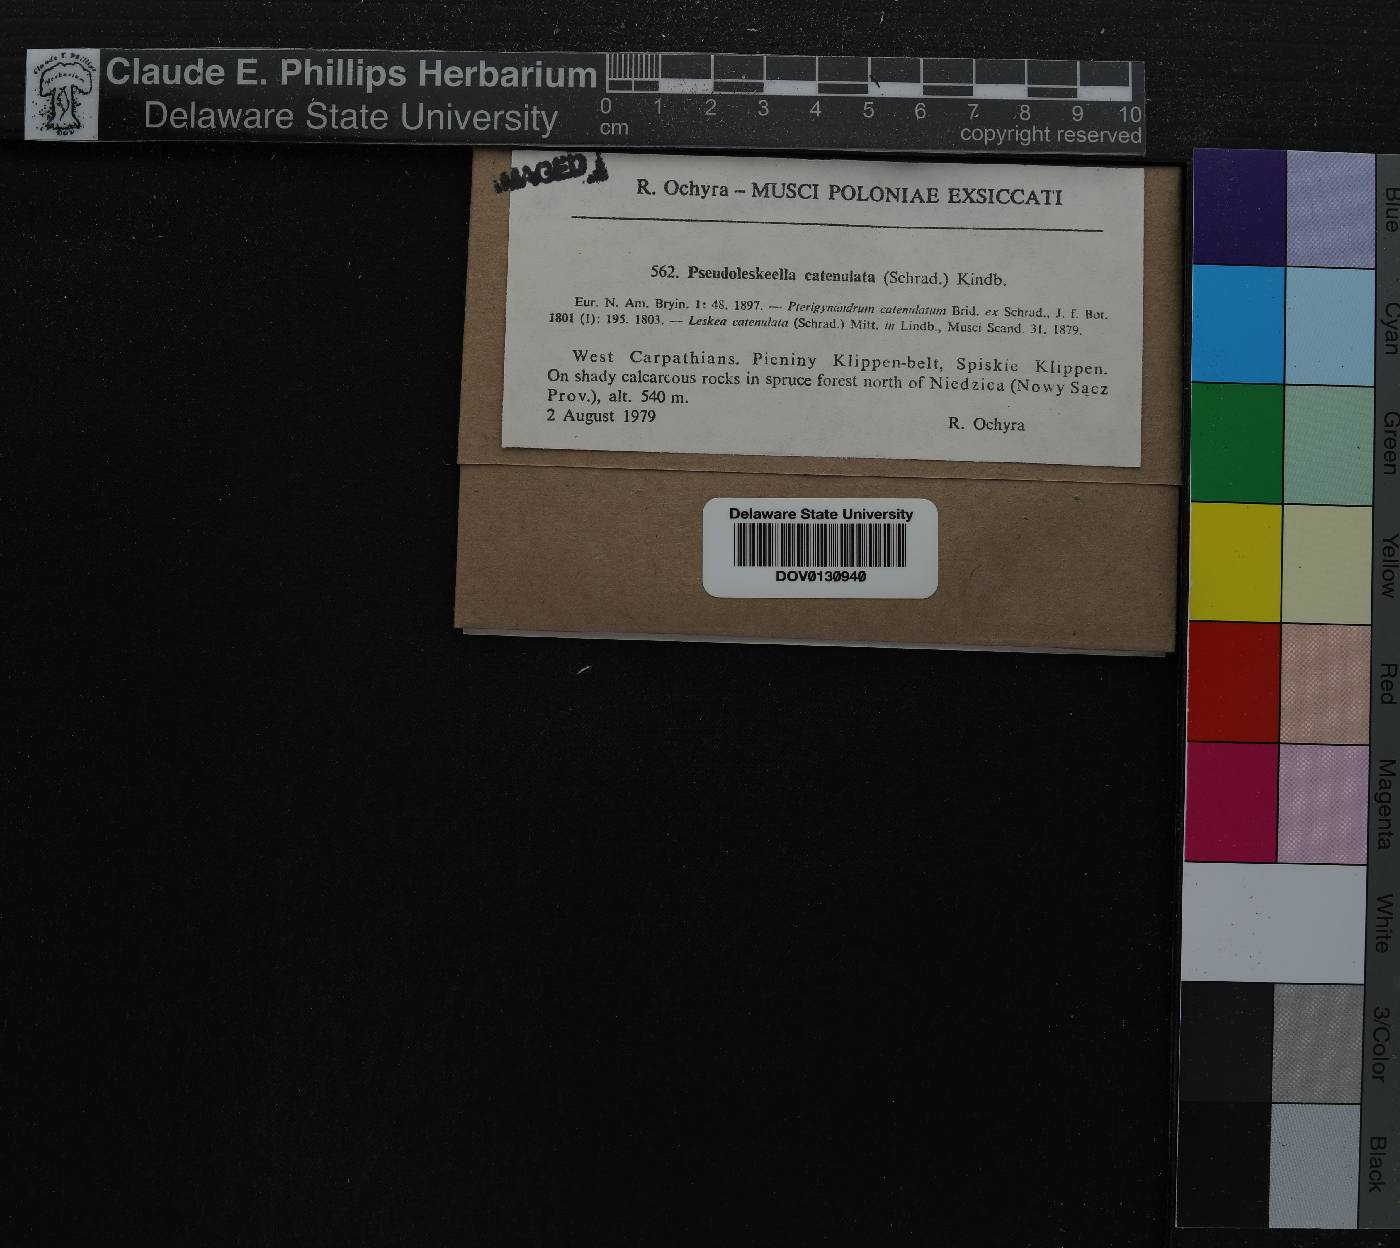 Claude E. Phillips Herbarium
Delaware State University
0 1 2 3 4 5 6 7 8 9 10
cm
copyright reserved
IMAGED
R. Ochyra – MUSCI POLONIAE EXSICCATI
562. Pseudoleskeella catenulata (Schrad.) Kindb.
Eur. N. Am. Bryin. 1: 48. 1897. — Pterigynandrum catenulatum Brid. ex Schrad., J. f. Bot.
1801 (1): 195. 1803. — Leskea catenulata (Schrad.) Mitt. in Lindb., Musci Scand. 31. 1879.
West Carpathians. Pieniny Klippen-belt, Spiskie Klippen.
On shady calcareous rocks in spruce forest north of Niedzica (Nowy Sącz
Prov.), alt. 540 m.
2 August 1979
R. Ochyra
Delaware State University
DOV0130940
Blue
Cyan
Green
Yellow
Red
Magenta
White
3/Color
Black